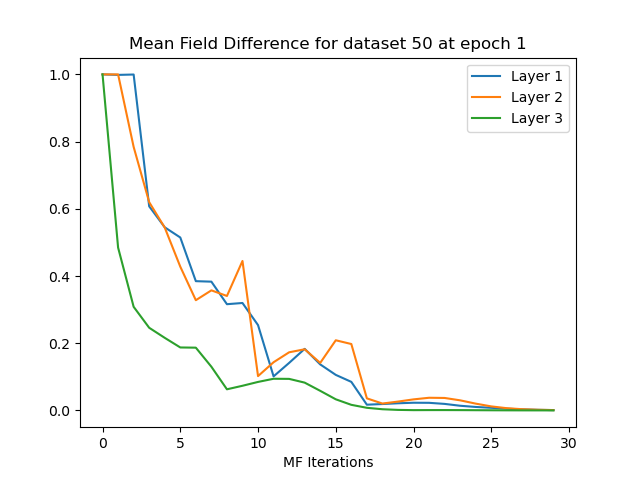 Mean Field Difference for dataset 50 at epoch 1
Layer 1
Layer 2
Layer 3
1.0
0.8
0.6
0.4
0.2
0.0
0 5 10 15 20 25 30
MF Iterations